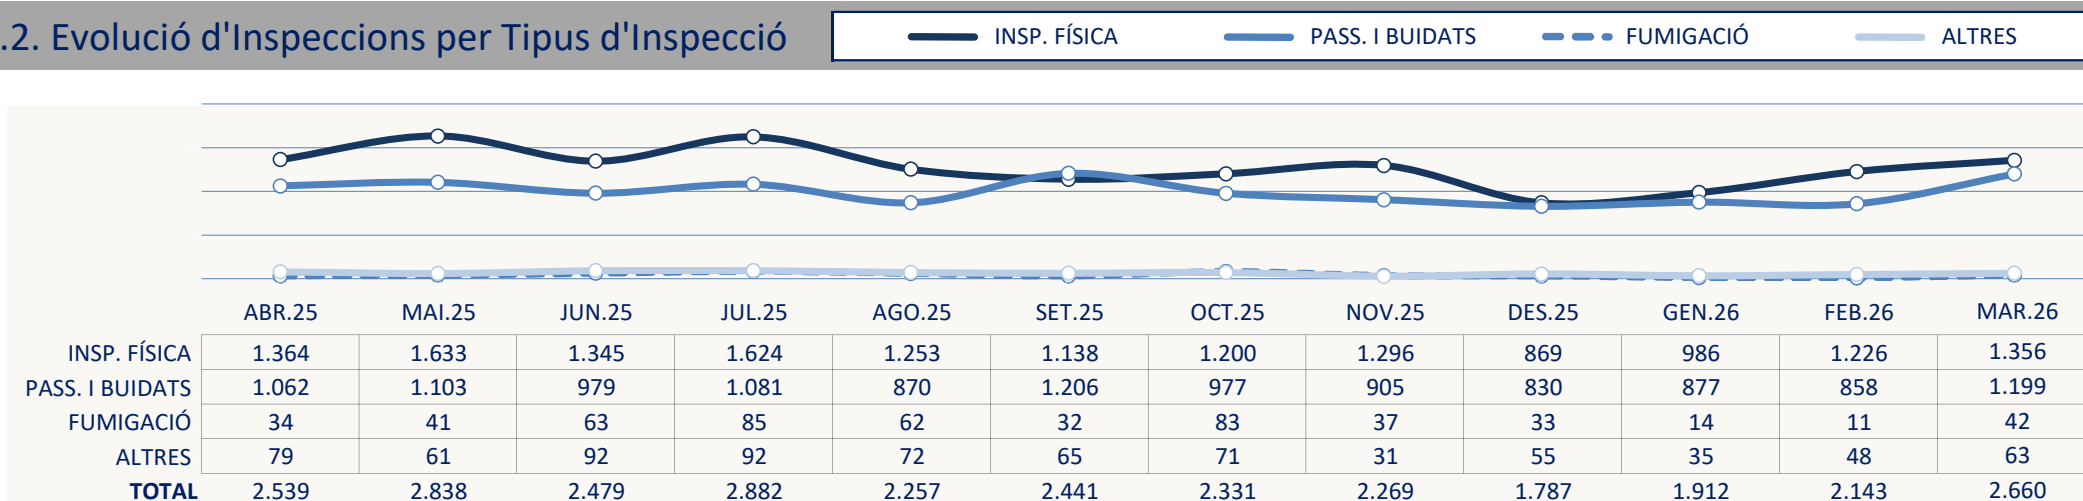 .2. Evolució d'Inspeccions per Tipus d'Inspecció
INSP. FÍSICA PASS. I BUIDATS FUMIGACIÓ ALTRES
ABR.25 MAI.25 JUN.25 JUL.25 AGO.25 SET.25 OCT.25 NOV.25 DES.25 GEN.26 FEB.26 MAR.26
INSP. FÍSICA 1.364 1.633 1.345 1.624 1.253 1.138 1.200 1.296 869 986 1.226 1.356
PASS. I BUIDATS 1.062 1.103 979 1.081 870 1.206 977 905 830 877 858 1.199
FUMIGACIÓ 34 41 63 85 62 32 83 37 33 14 11 42
ALTRES 79 61 92 92 72 65 71 31 55 35 48 63
TOTAL 2.539 2.838 2.479 2.882 2.257 2.441 2.331 2.269 1.787 1.912 2.143 2.660